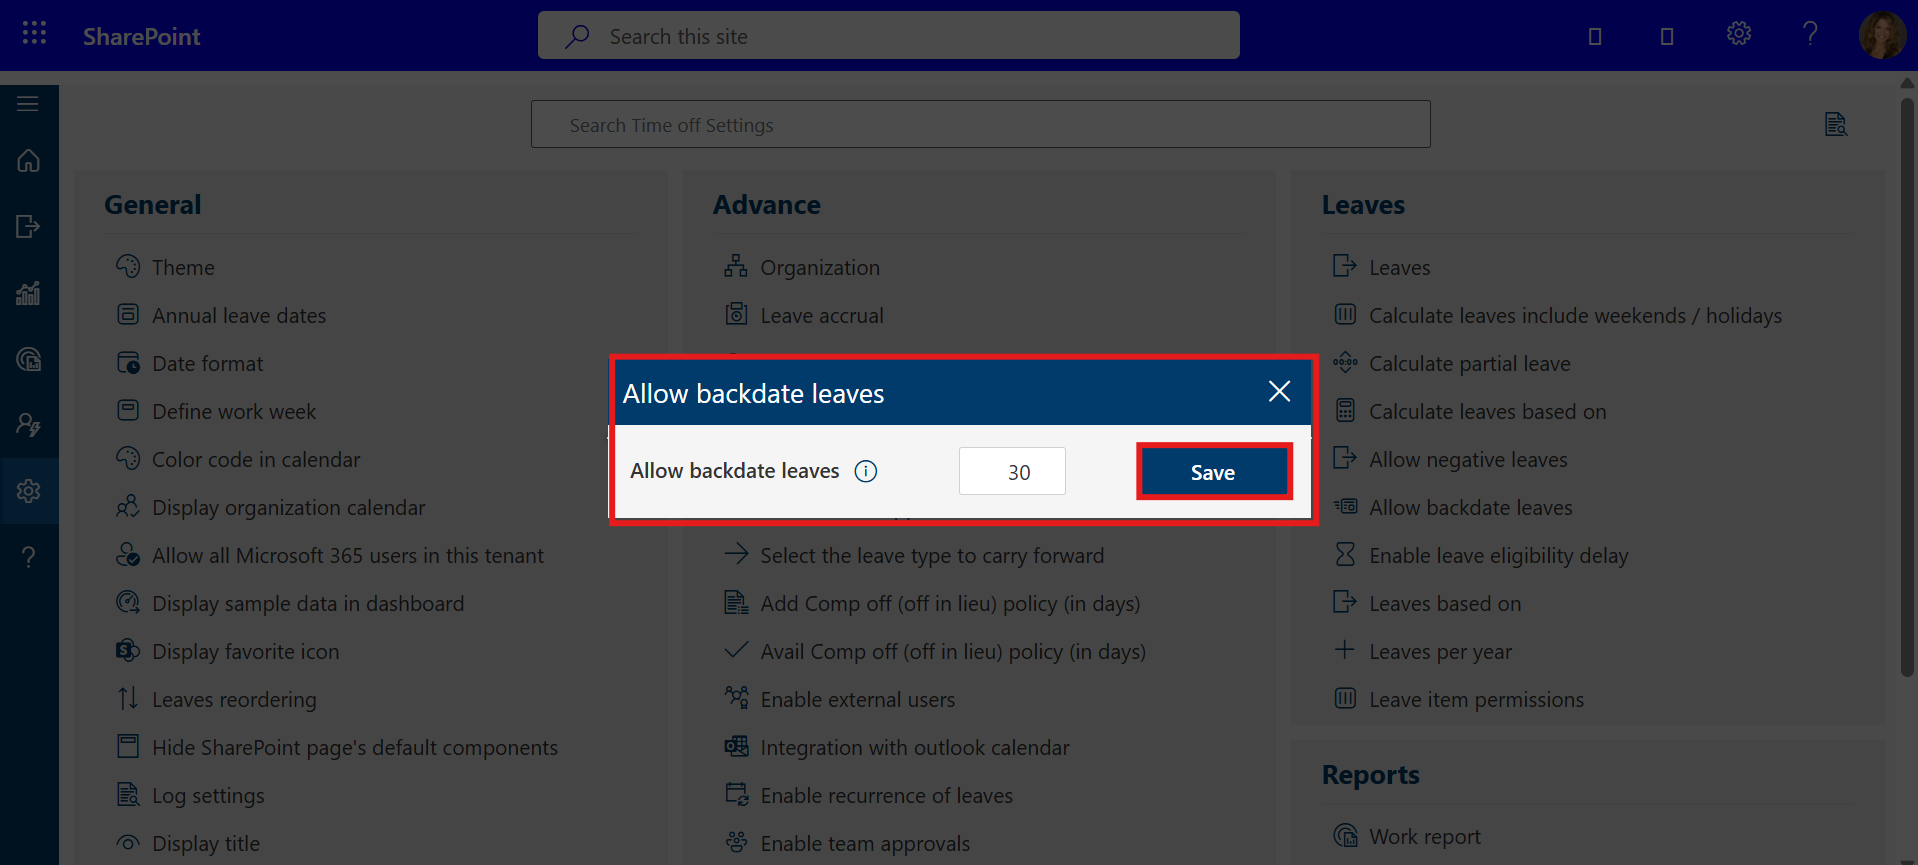 SharePoint
Search this site
Search Time off Settings
General
Theme
Annual leave dates
Date format
Define work week
Color code in calendar
Display organization calendar
Allow all Microsoft 365 users in this tenant
Display sample data in dashboard
Display favorite icon
Leaves reordering
Hide SharePoint page's default components
Log settings
Display title
Advance
Organization
Leave accrual
Allow backdate leaves
Allow backdate leaves
30
Save
Select the leave type to carry forward
Add Comp off (off in lieu) policy (in days)
Avail Comp off (off in lieu) policy (in days)
Enable external users
Integration with outlook calendar
Enable recurrence of leaves
Enable team approvals
Leaves
Leaves
Calculate leaves include weekends / holidays
Calculate partial leave
Calculate leaves based on
Allow negative leaves
Allow backdate leaves
Enable leave eligibility delay
Leaves based on
Leaves per year
Leave item permissions
Reports
Work report